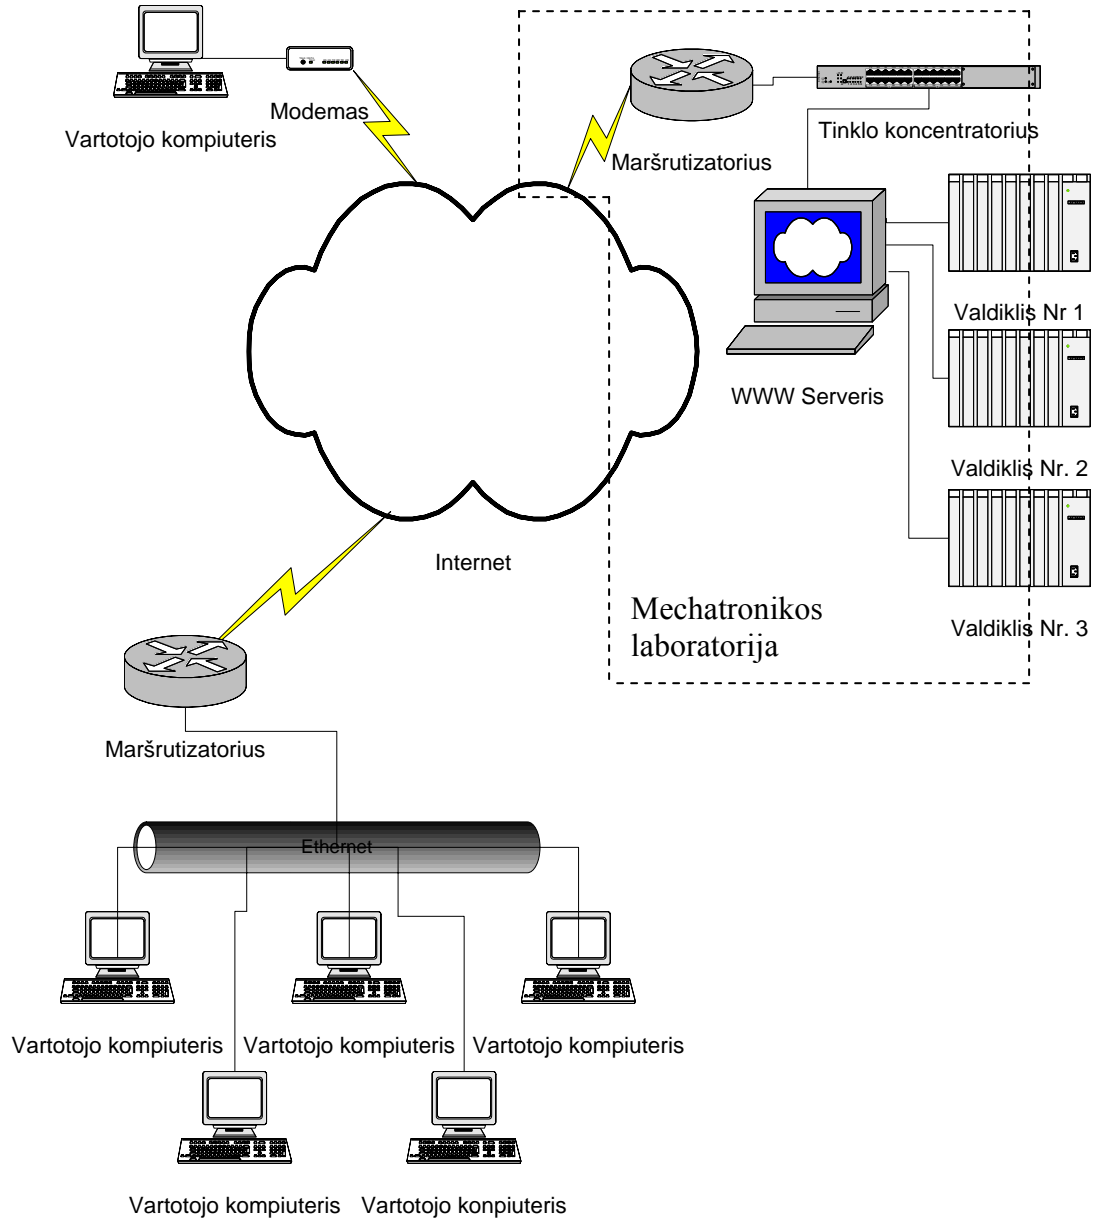 Modemas
Vartotojo kompiuteris
Tinklo koncentratorius
Maršrutizatorius
Valdiklis Nr 1
WWW Serveris
Valdiklis Nr. 2
Internet
Mechatronikos
laboratorija
Valdiklis Nr. 3
Maršrutizatorius
Ethernet
Vartotojo kompiuteris
Vartotojo kompiuteris
Vartotojo kompiuteris
Vartotojo kompiuteris
Vartotojo konpiuteris